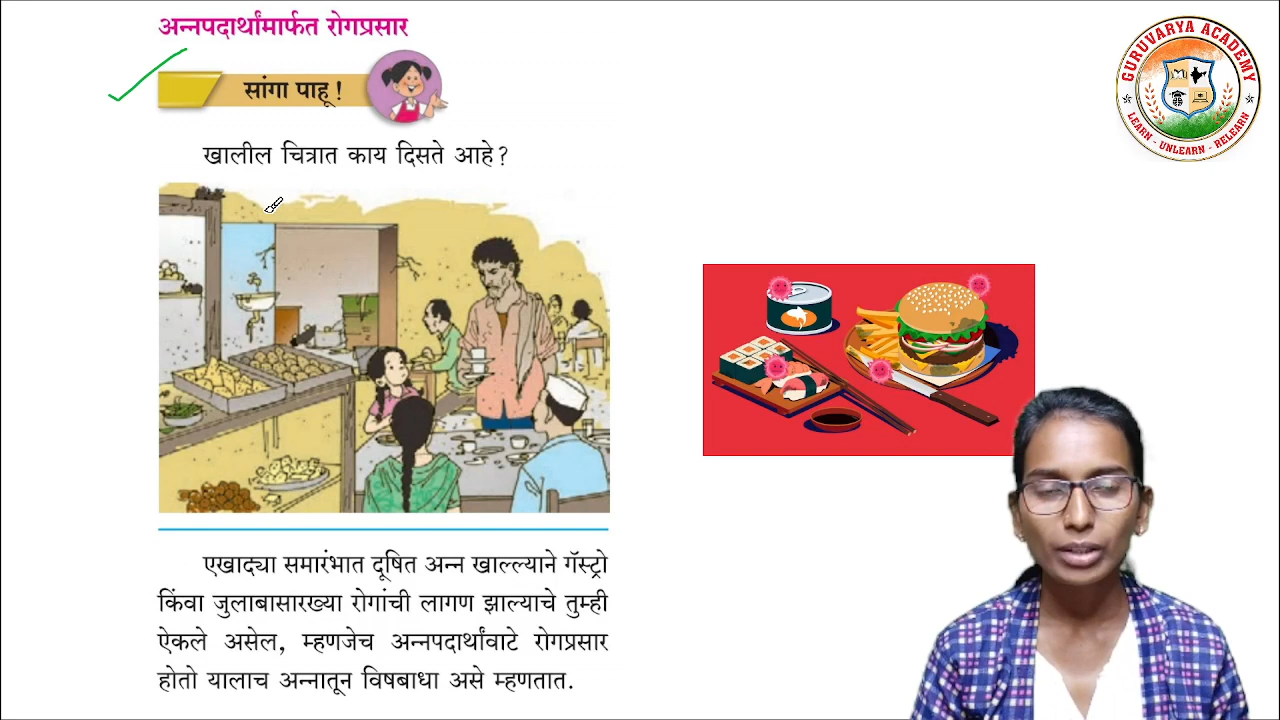 अन्नपदार्थांमार्फत रोगप्रसार
सांगा पाहू !
खालील चित्रात काय दिसते आहे ?
एखाद्या समारंभात दूषित अन्न खाल्ल्याने गॅस्ट्रो
किंवा जुलाबासारख्या रोगांची लागण झाल्याचे तुम्ही
ऐकले असेल, म्हणजेच अन्नपदार्थांवाटे रोगप्रसार
होतो यालाच अन्नातून विषबाधा असे म्हणतात.
GURUVARYA ACADEMY
LEARN - UNLEARN - RELEARN